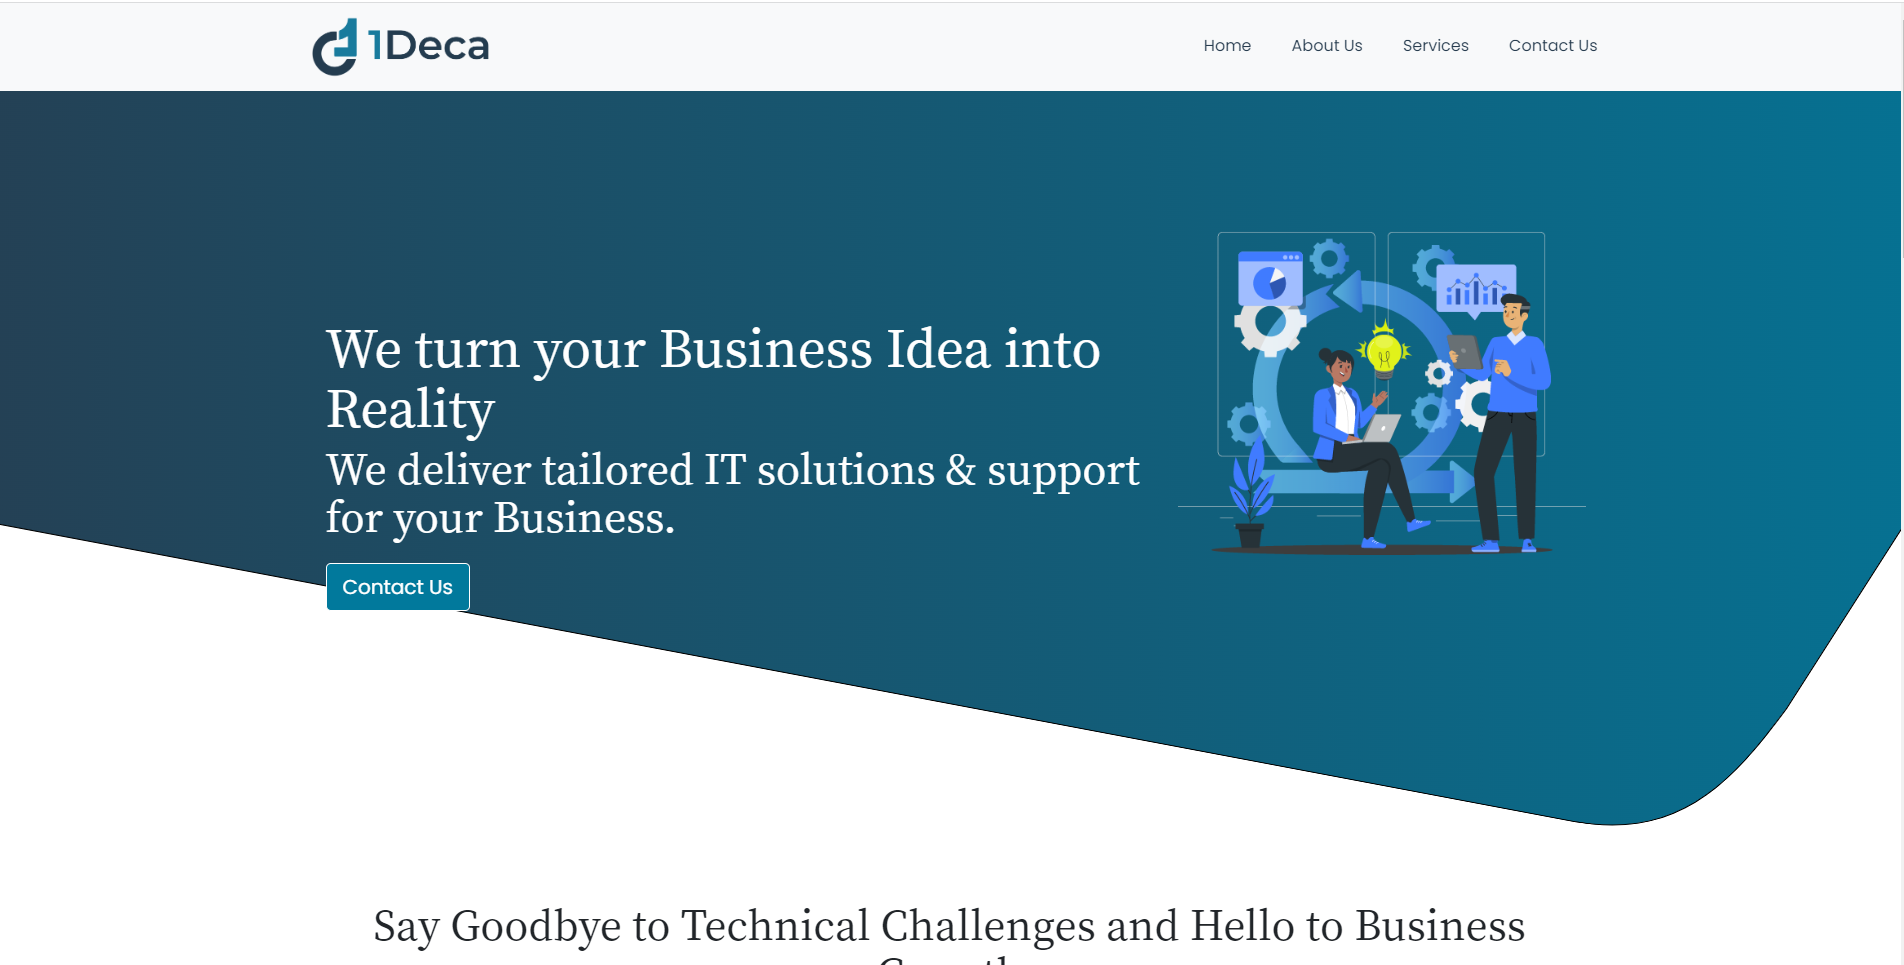 1Deca
Home
About Us
Services
Contact Us
We turn your Business Idea into
Reality
We deliver tailored IT solutions & support
for your Business.
Contact Us
Say Goodbye to Technical Challenges and Hello to Business